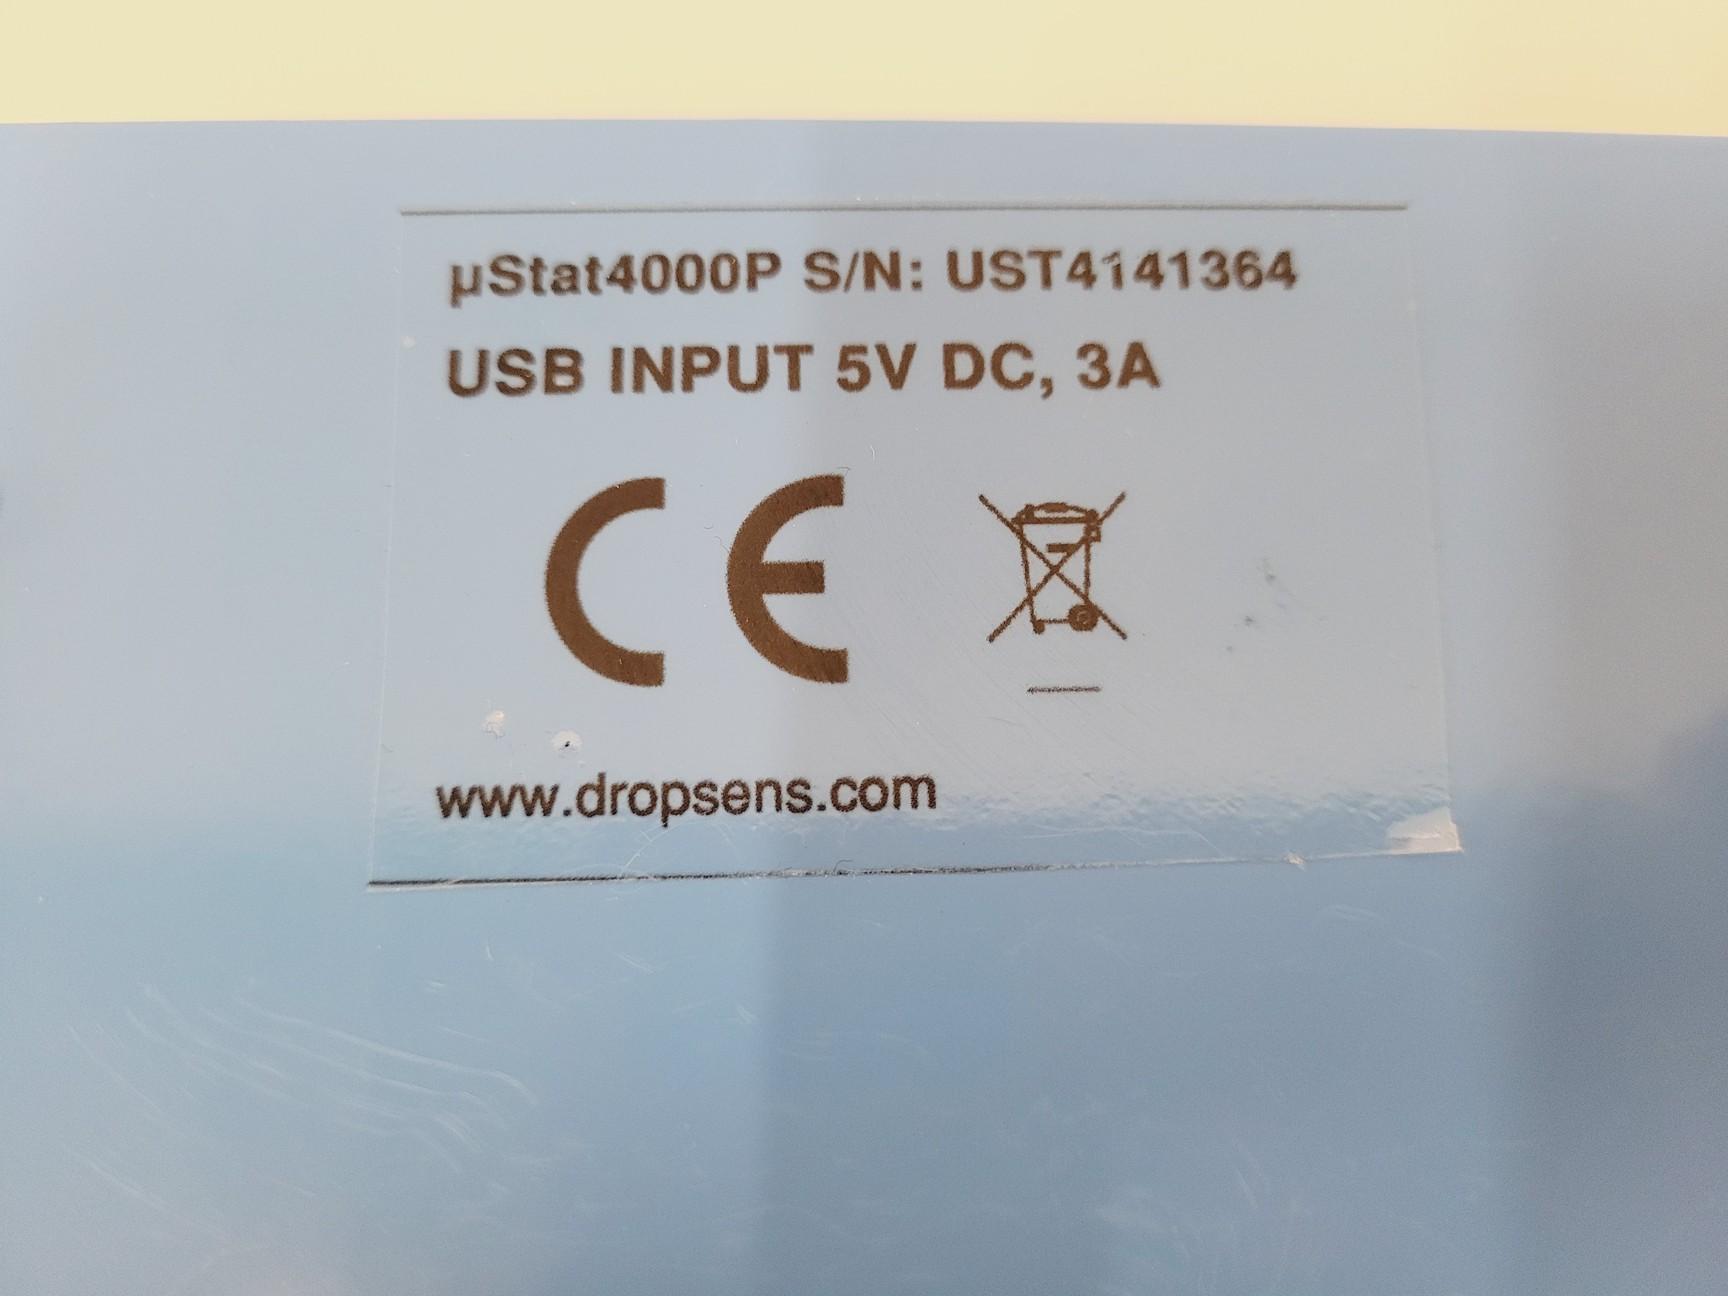 µStat4000P S/N: UST4141364
USB INPUT 5V DC, 3A
CE
www.dropsens.com